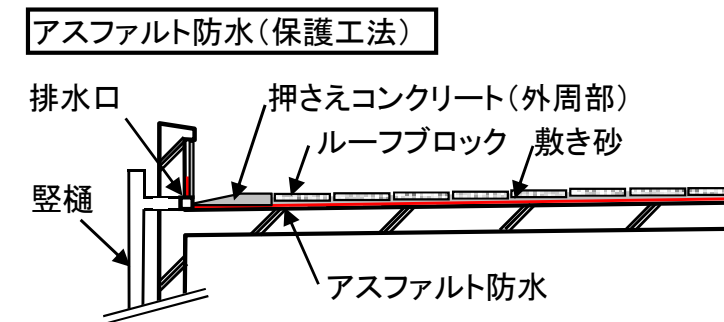 アスファルト防水(保護工法)
排水口
押さえコンクリート(外周部)
ルーフブロック
敷き砂
竪樋
アスファルト防水